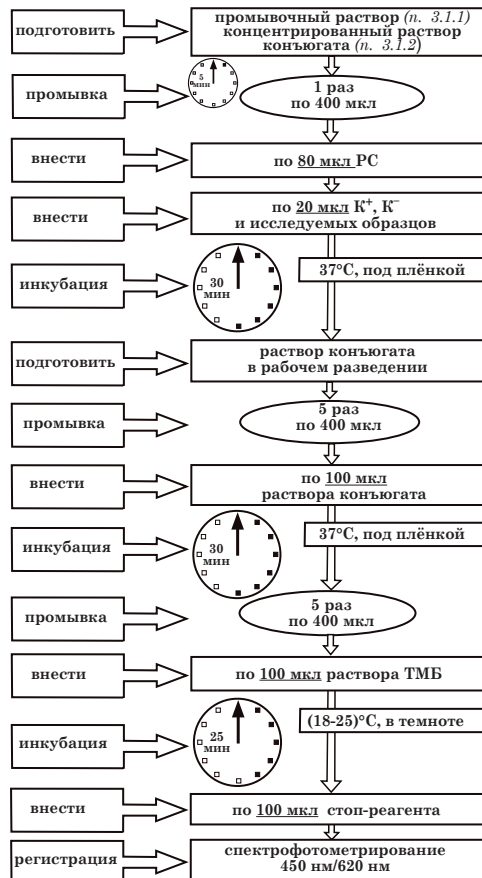 подготовить
промывочный раствор (п. 3.1.1)
концентрированный раствор
конъюгата (п. 3.1.2)
промывка
5
мин
1 раз
по 400 мкл
внести
по 80 мкл РС
внести
по 20 мкл К⁺, К⁻
и исследуемых образцов
инкубация
30
мин
37°С, под плёнкой
подготовить
раствор конъюгата
в рабочем разведении
промывка
5 раз
по 400 мкл
внести
по 100 мкл
раствора конъюгата
инкубация
30
мин
37°С, под плёнкой
промывка
5 раз
по 400 мкл
внести
по 100 мкл раствора ТМБ
инкубация
25
мин
(18-25)°С, в темноте
внести
по 100 мкл стоп-реагента
регистрация
спектрофотометрирование
450 нм/620 нм